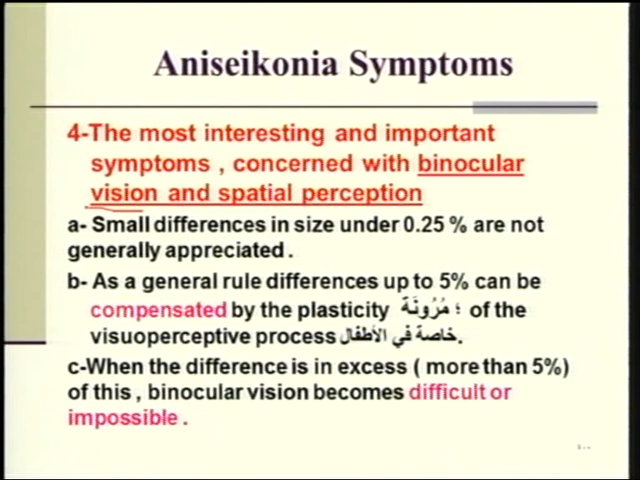 Aniseikonia Symptoms
4-The most interesting and important
symptoms , concerned with binocular
vision and spatial perception
a- Small differences in size under 0.25 % are not
generally appreciated .
b- As a general rule differences up to 5% can be
compensated by the plasticity مُرُونَة ؛ of the
visuoperceptive process خاصة في الأطفال.
c-When the difference is in excess ( more than 5%)
of this , binocular vision becomes difficult or
impossible .